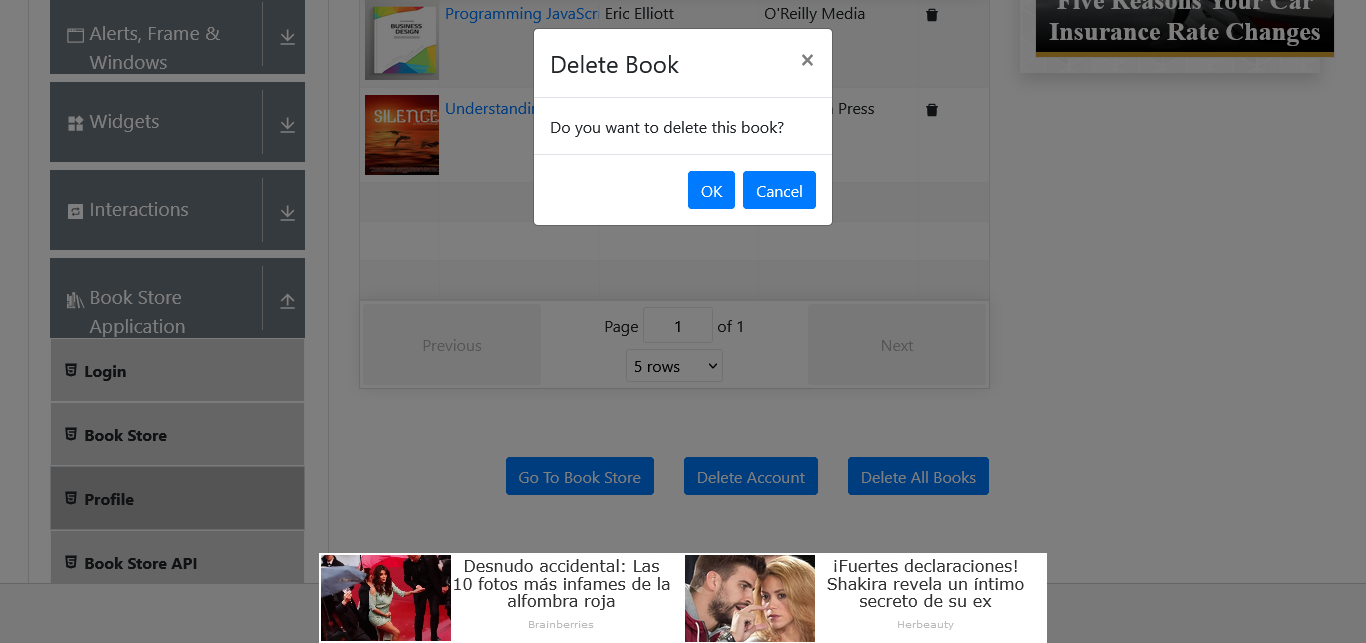 Alerts, Frame &
Windows
Widgets
Interactions
Book Store
Application
Login
Book Store
Profile
Book Store API
BUSINESS
DESIGN
Programming JavaScri
Eric Elliott
O'Reilly Media
SILENCE
Understandin
Press
Delete Book
×
Do you want to delete this book?
OK
Cancel
Previous
Page 1 of 1
5 rows
Next
Go To Book Store
Delete Account
Delete All Books
Five Reasons Your Car
Insurance Rate Changes
Desnudo accidental: Las
10 fotos más infames de la
alfombra roja
Brainberries
¡Fuertes declaraciones!
Shakira revela un íntimo
secreto de su ex
Herbeauty